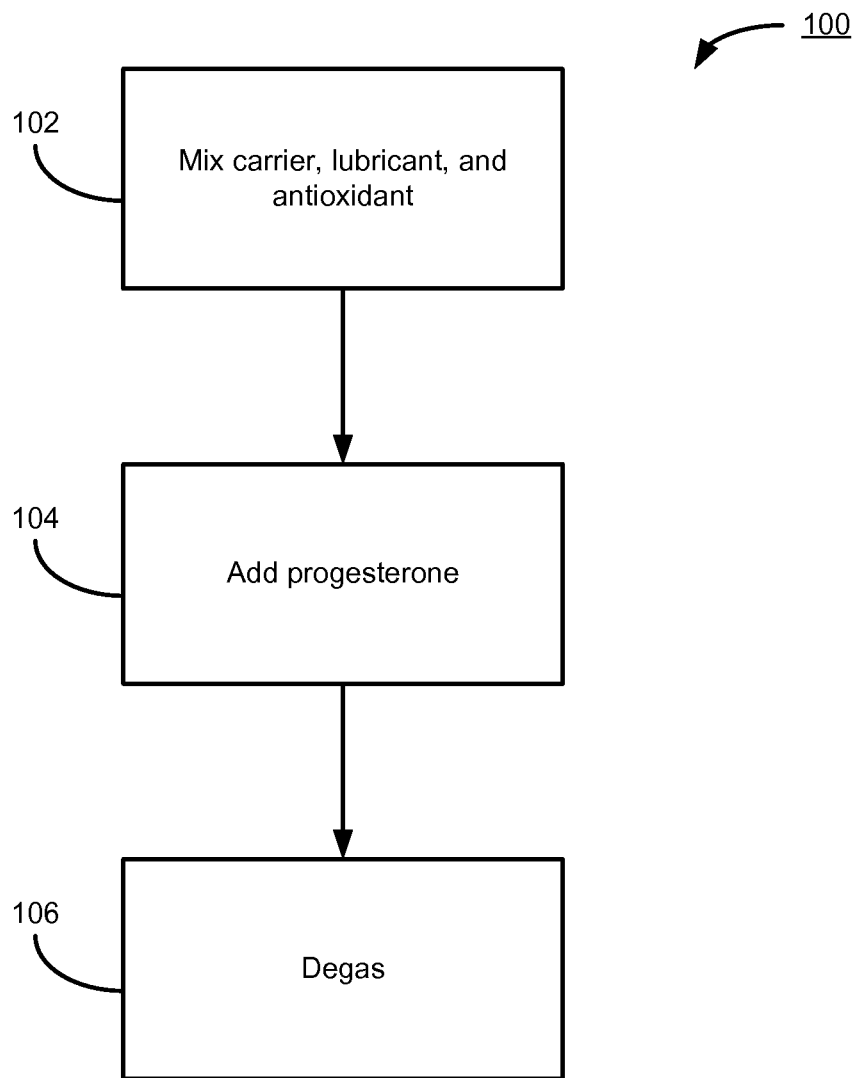 100
102
Mix carrier, lubricant, and
antioxidant
104
Add progesterone
106
Degas